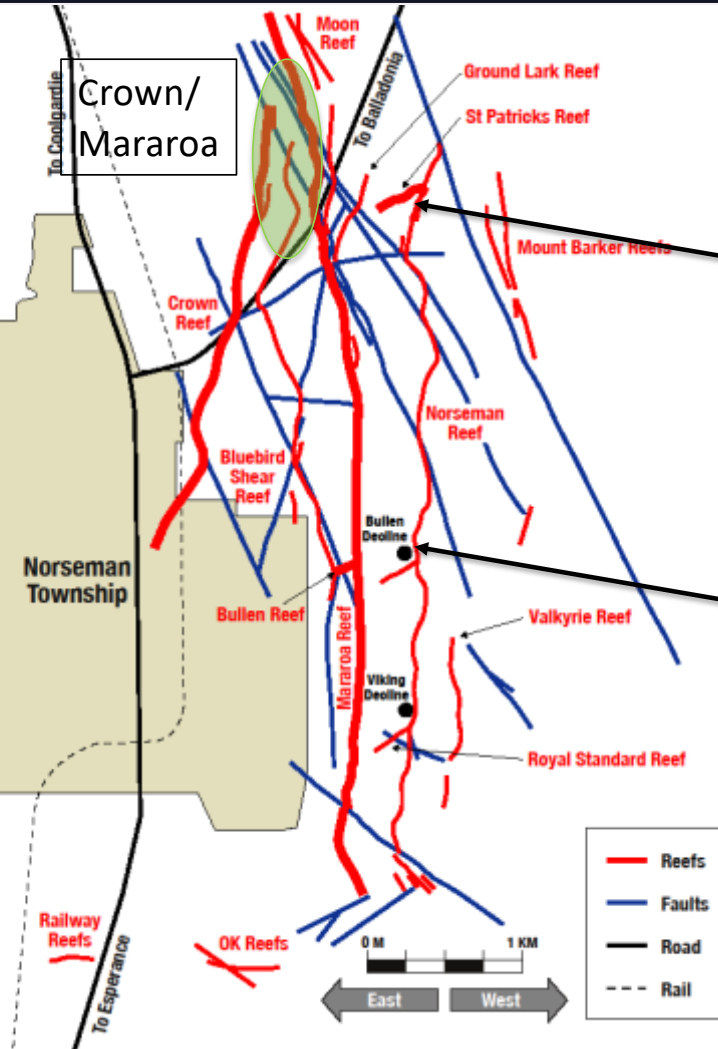 Moon
Reef
To Coolgardie
Crown/
Mararoa
To Balladonia
Ground Lark Reef
St Patricks Reef
Mount Barker Reefs
Crown
Reef
Norseman
Reef
Bluebird
Shear
Reef
Bullen
Deoline
Norseman
Township
Bullen Reef
Mararoa Reef
Valkyrie Reef
Viking
Deoline
Royal Standard Reef
Railway
Reefs
OK Reefs
To Esperance
0 M
1 KM
East
West
Reefs
Faults
Road
Rail